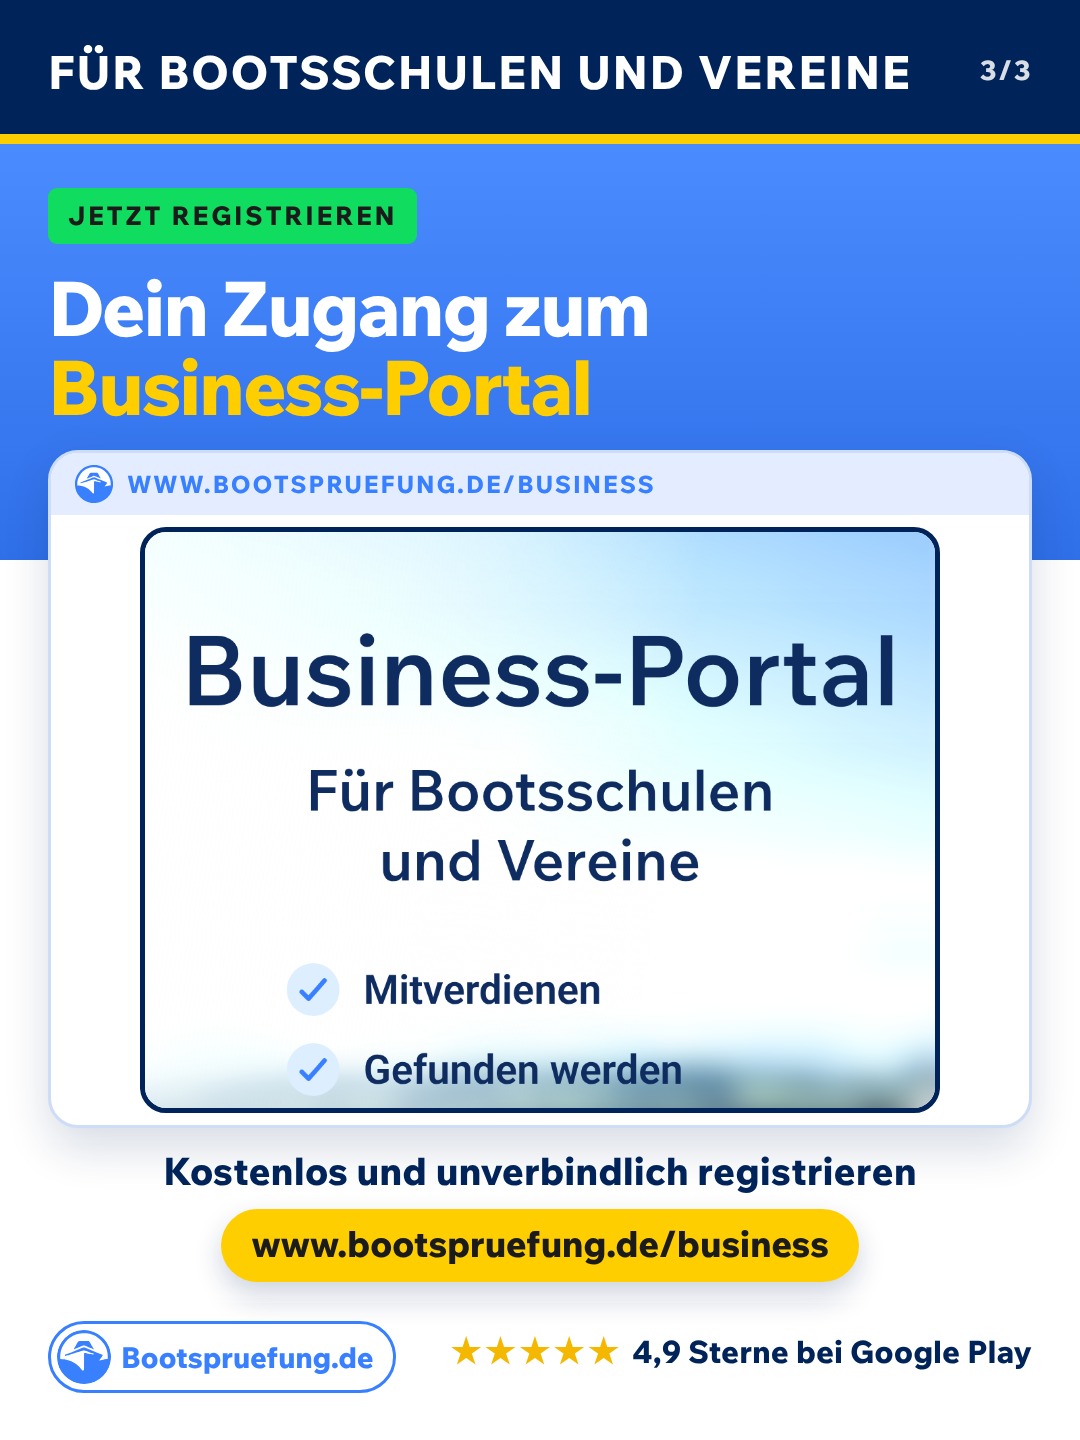 FÜR BOOTSSCHULEN UND VEREINE
3/3
JETZT REGISTRIEREN
Dein Zugang zum
Business-Portal
WWW.BOOTSPRUEFUNG.DE/BUSINESS
Business-Portal
Für Bootsschulen
und Vereine
Mitverdienen
Gefunden werden
Kostenlos und unverbindlich registrieren
www.bootspruefung.de/business
Bootspruefung.de
★★★★★ 4,9 Sterne bei Google Play